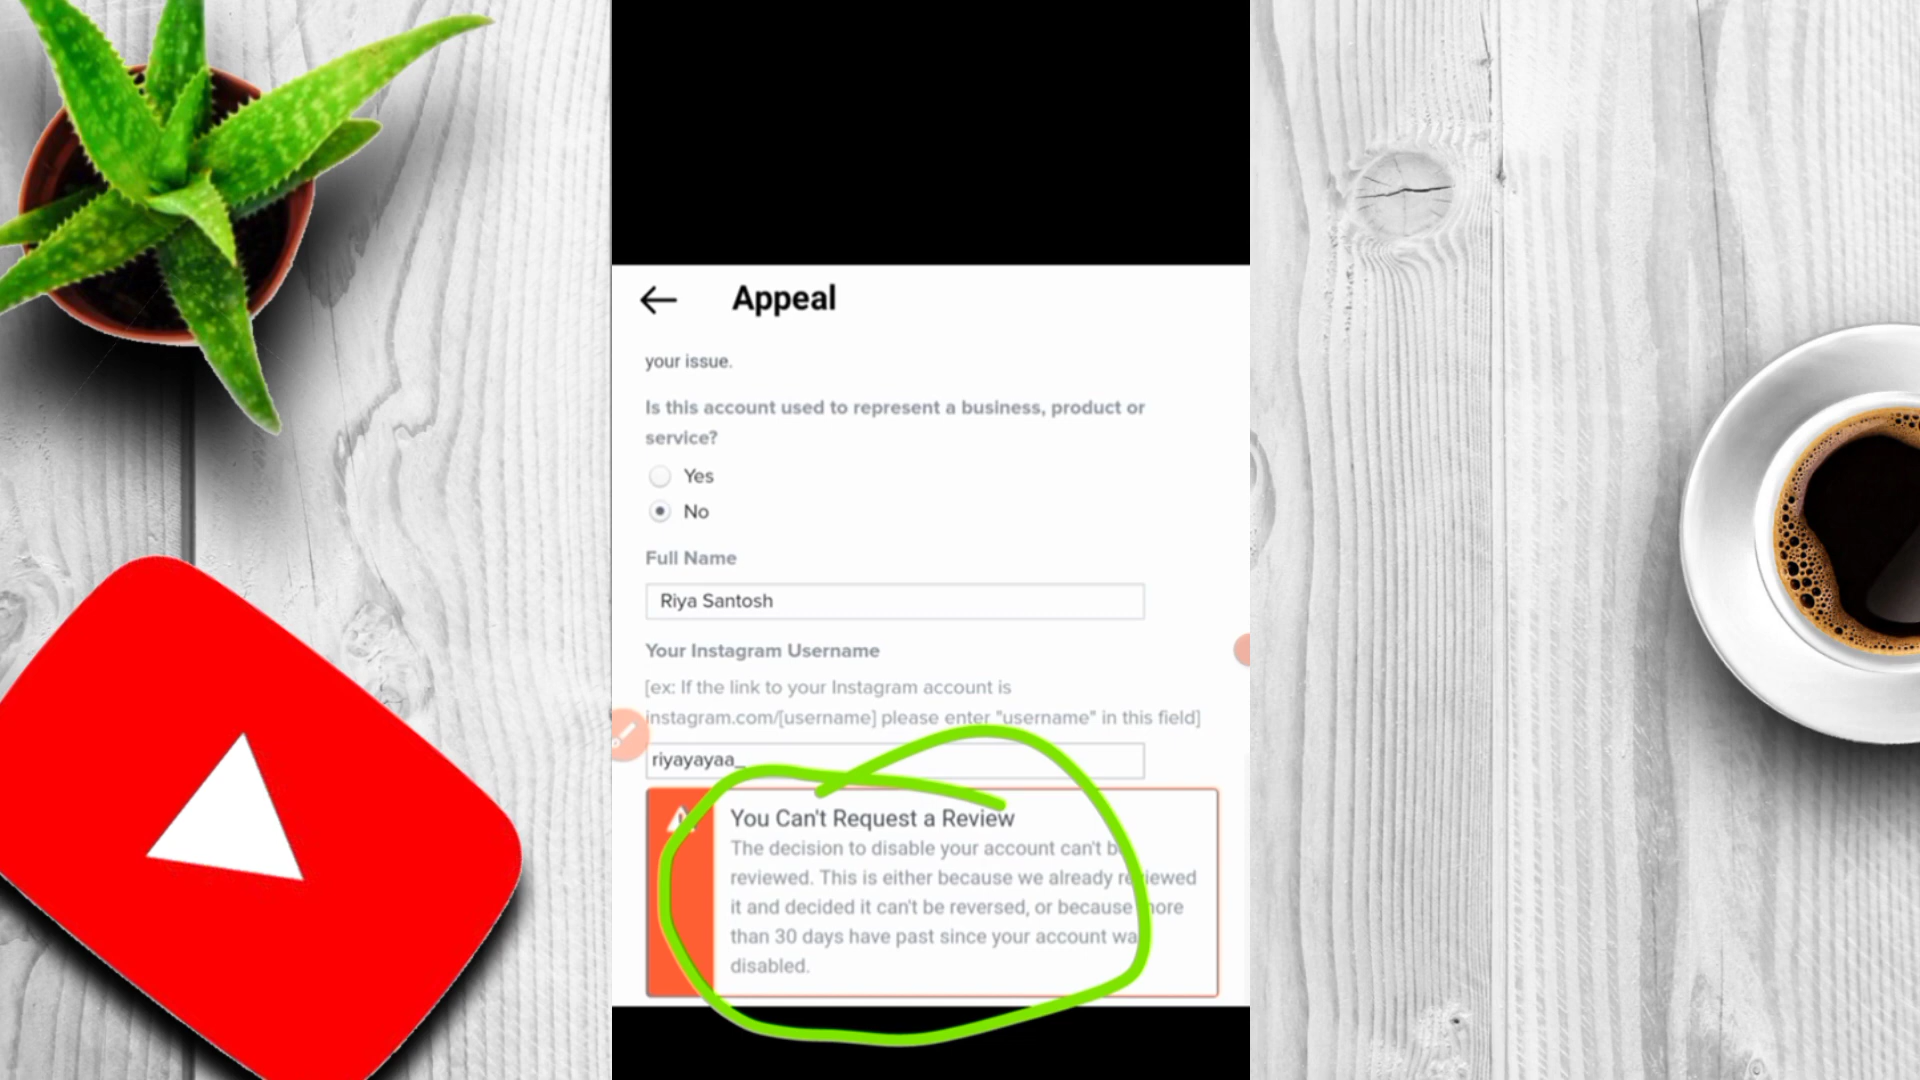 Appeal
your issue.
Is this account used to represent a business, product or
service?
Yes
No
Full Name
Riya Santosh
Your Instagram Username
[ex: If the link to your Instagram account is
instagram.com/[username] please enter "username" in this field]
riyayayaa_
You Can't Request a Review
The decision to disable your account can't be
reviewed. This is either because we already reviewed
it and decided it can't be reversed, or because more
than 30 days have past since your account was
disabled.